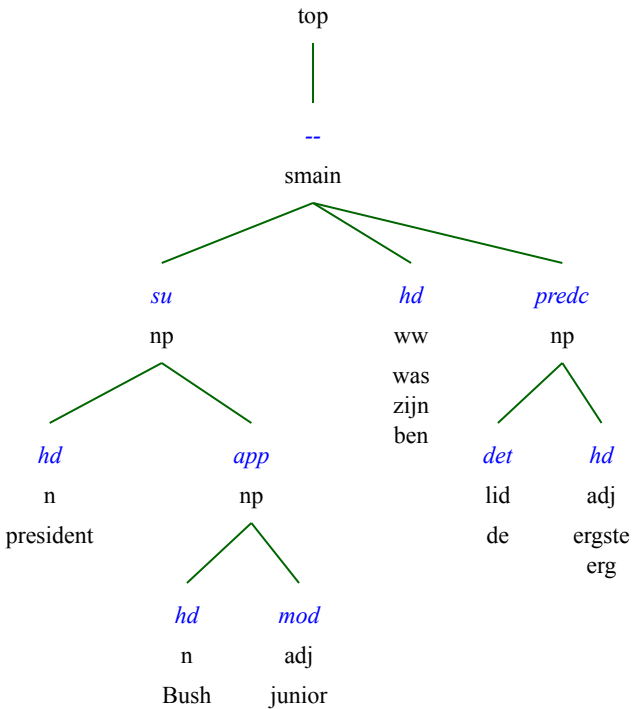 top
--
smain
su hd predc
np ww np
was
zijn
ben
hd app det hd
n np lid adj
president de ergste
erg
hd mod
n adj
Bush junior